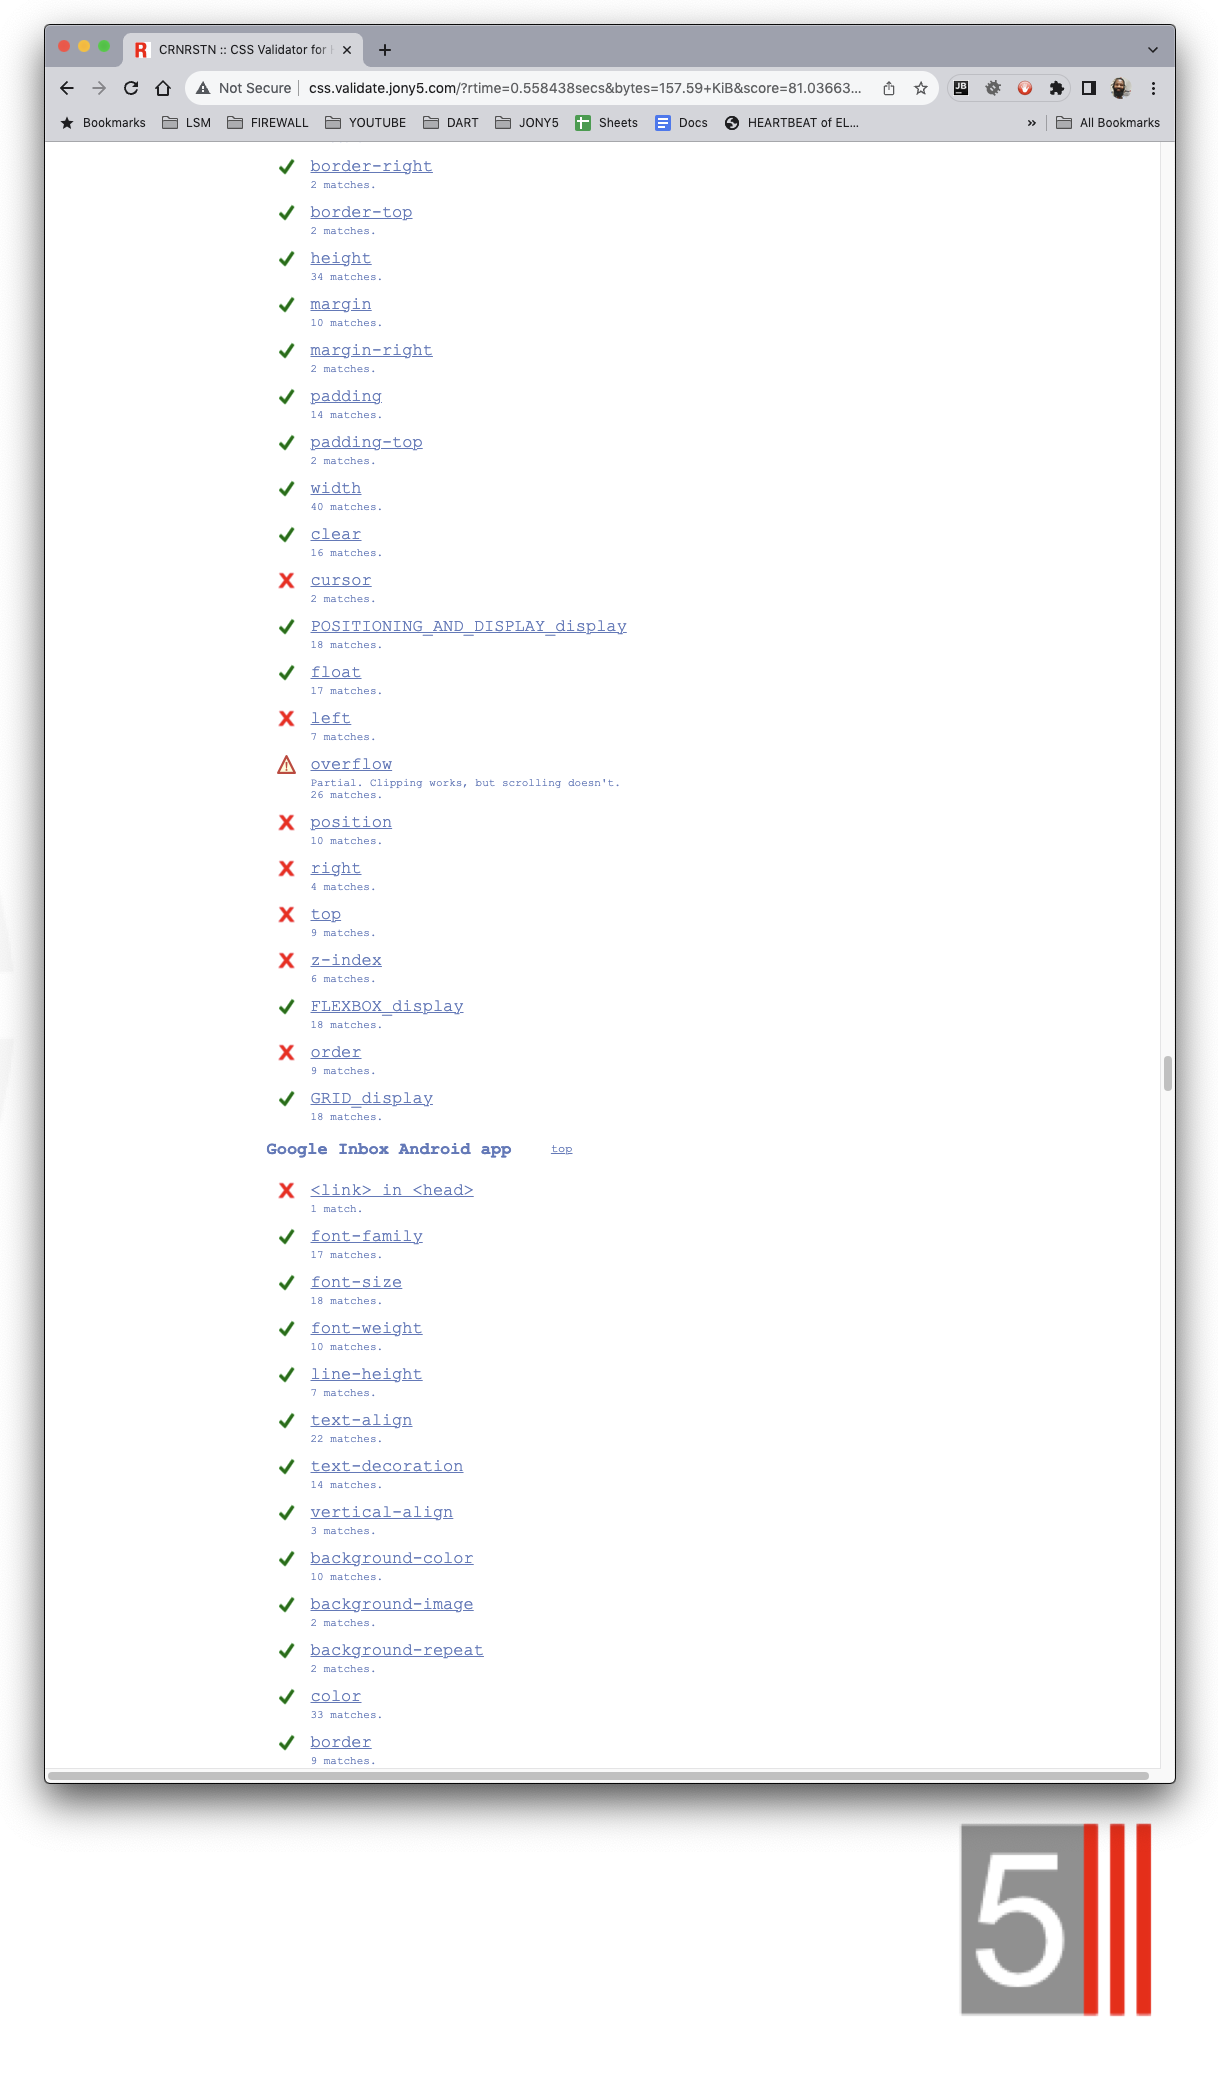 CRNRSTN :: CSS Validator for
Not Secure
css.validate.jony5.com/?rtime=0.558438secs&bytes=157.59+KiB&score=81.03663...
JB
Bookmarks
LSM
FIREWALL
YOUTUBE
DART
JONY5
Sheets
Docs
HEARTBEAT of EL...
»
All Bookmarks
border-right
2 matches.
border-top
2 matches.
height
34 matches.
margin
10 matches.
margin-right
2 matches.
padding
14 matches.
padding-top
2 matches.
width
40 matches.
clear
16 matches.
cursor
2 matches.
POSITIONING_AND_DISPLAY_display
18 matches.
float
17 matches.
left
7 matches.
overflow
Partial. Clipping works, but scrolling doesn't.
26 matches.
position
10 matches.
right
4 matches.
top
9 matches.
z-index
6 matches.
FLEXBOX_display
18 matches.
order
9 matches.
GRID_display
18 matches.
Google Inbox Android app top
<link> in <head>
1 match.
font-family
17 matches.
font-size
18 matches.
font-weight
10 matches.
line-height
7 matches.
text-align
22 matches.
text-decoration
14 matches.
vertical-align
3 matches.
background-color
10 matches.
background-image
2 matches.
background-repeat
2 matches.
color
33 matches.
border
9 matches.
5